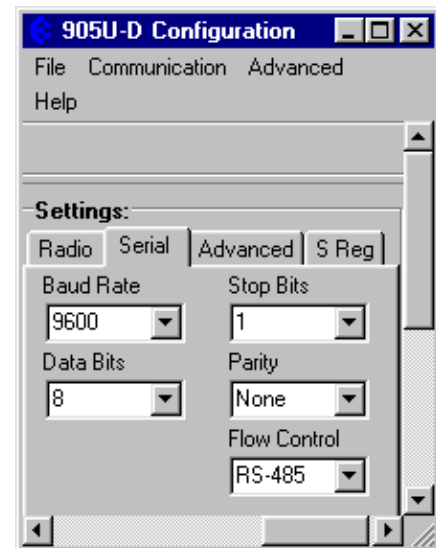 905U-D Configuration
File Communication Advanced
Help
Settings:
Radio Serial Advanced S Reg
Baud Rate Stop Bits
9600 1
Data Bits Parity
8 None
Flow Control
RS-485